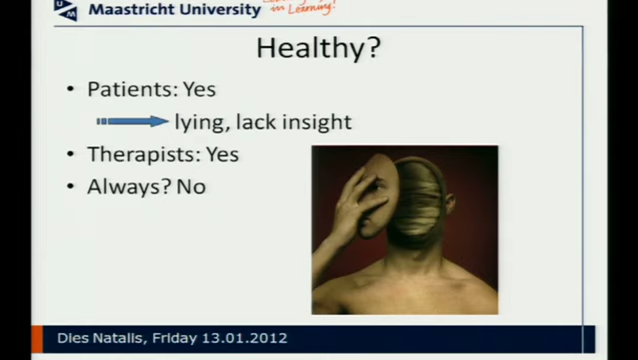 Maastricht University
in Learning!
Healthy?
• Patients: Yes
lying, lack insight
• Therapists: Yes
• Always? No
Dies Natalis, Friday 13.01.2012